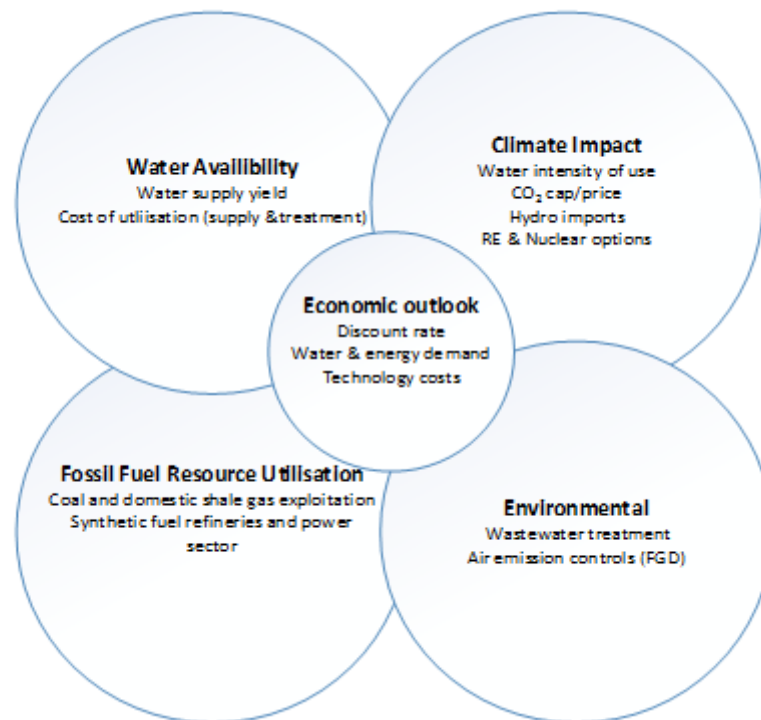 Water Availibility
Water supply yield
Cost of utliisation (supply & treatment)
Climate Impact
Water intensity of use
CO₂ cap/price
Hydro imports
RE & Nuclear options
Economic outlook
Discount rate
Water & energy demand
Technology costs
Fossil Fuel Resource Utilisation
Coal and domestic shale gas exploitation
Synthetic fuel refineries and power
sector
Environmental
Wastewater treatment
Air emission controls (FGD)